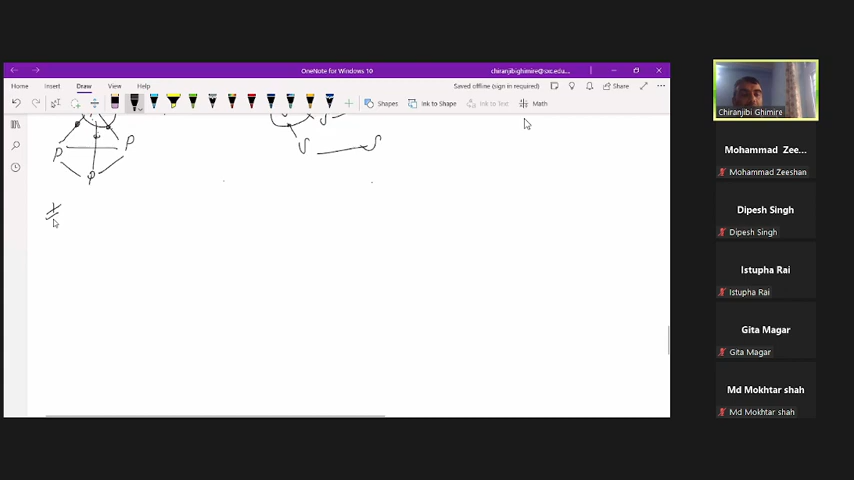 OneNote for Windows 10
chiranjibighimire@sxc.edu...
Home Insert Draw View Help
Saved offline (sign in required)
Share
Shapes
Ink to Shape
Ink to Text
Math
P P
P
S S
Chiranjibi Ghimire
Mohammad Zee...
Mohammad Zeeshan
Dipesh Singh
Dipesh Singh
Istupha Rai
Istupha Rai
Gita Magar
Gita Magar
Md Mokhtar shah
Md Mokhtar shah